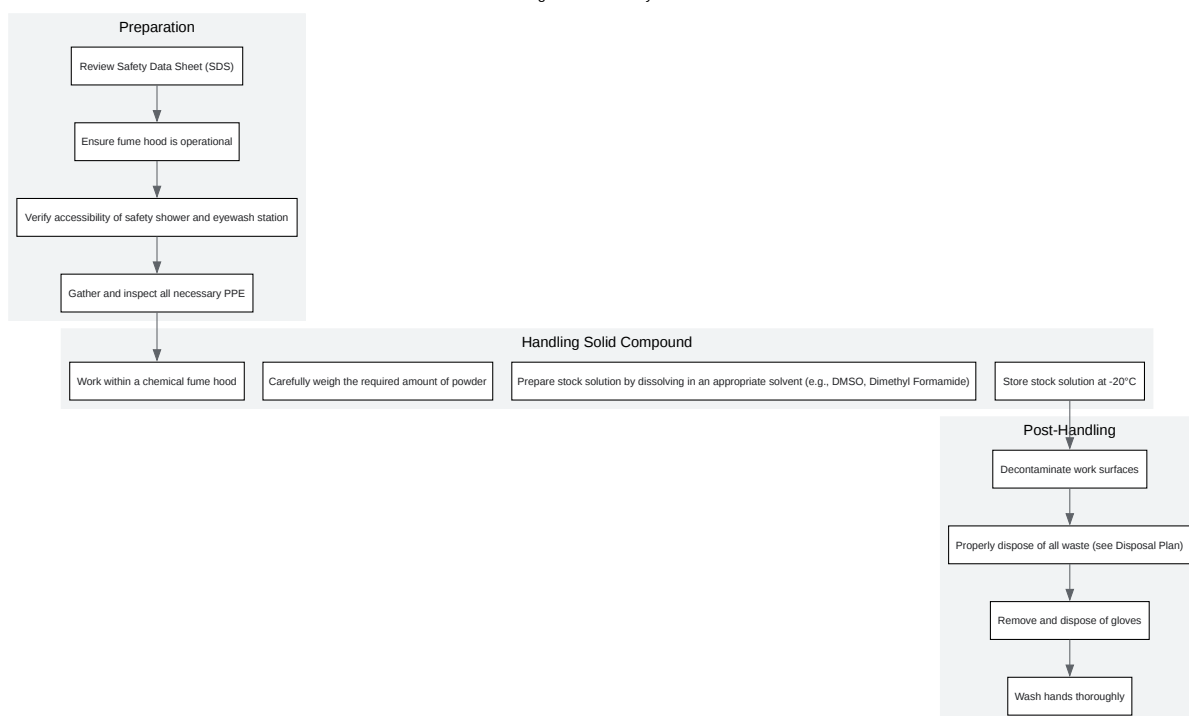 Preparation
Review Safety Data Sheet (SDS)
Ensure fume hood is operational
Verify accessibility of safety shower and eyewash station
Gather and inspect all necessary PPE
Handling Solid Compound
Work within a chemical fume hood
Carefully weigh the required amount of powder
Prepare stock solution by dissolving in an appropriate solvent (e.g., DMSO, Dimethyl Formamide)
Store stock solution at -20°C
Post-Handling
Decontaminate work surfaces
Properly dispose of all waste (see Disposal Plan)
Remove and dispose of gloves
Wash hands thoroughly